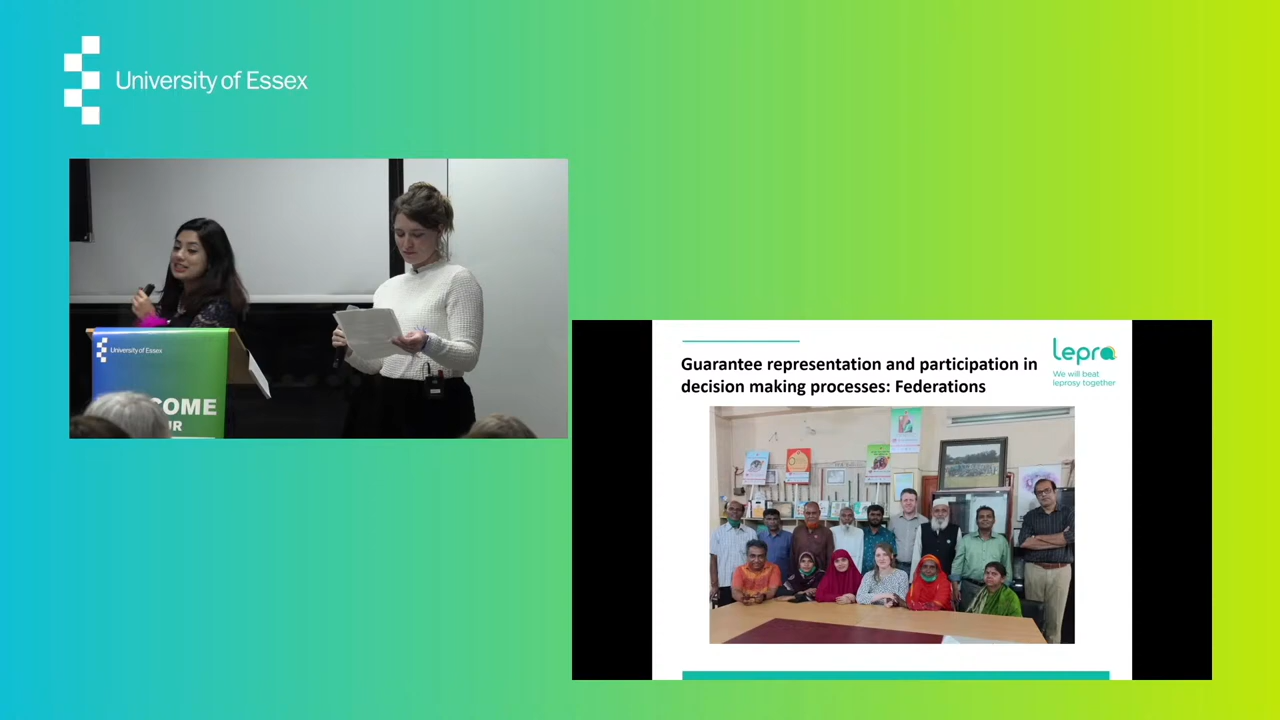 University of Essex
University of Essex
COME
Guarantee representation and participation in
decision making processes: Federations
lepra
We will beat
leprosy together